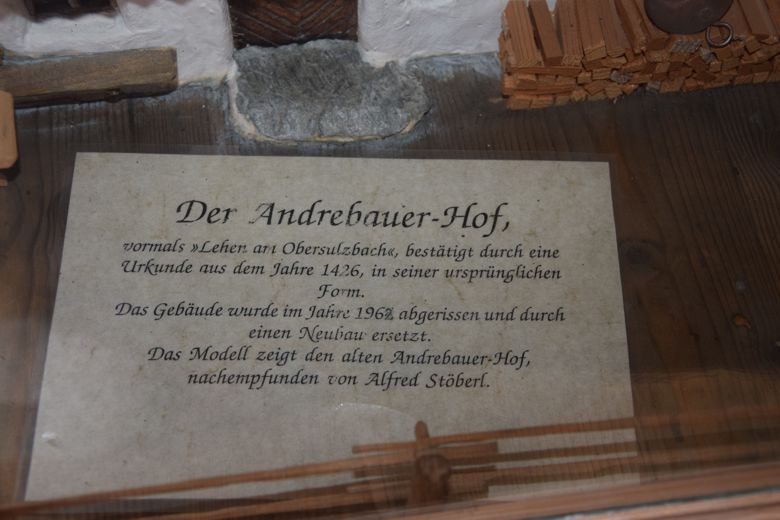 Der Andrebauer-Hof,
vormals »Lehen am Obersulzbach«, bestätigt durch eine
Urkunde aus dem Jahre 1426, in seiner ursprünglichen
Form.
Das Gebäude wurde im Jahre abgerissen und durch
einen Neubau ersetzt.
Das Modell zeigt den alten Andrebauer-Hof,
nachempfunden von Alfred Stöberl.